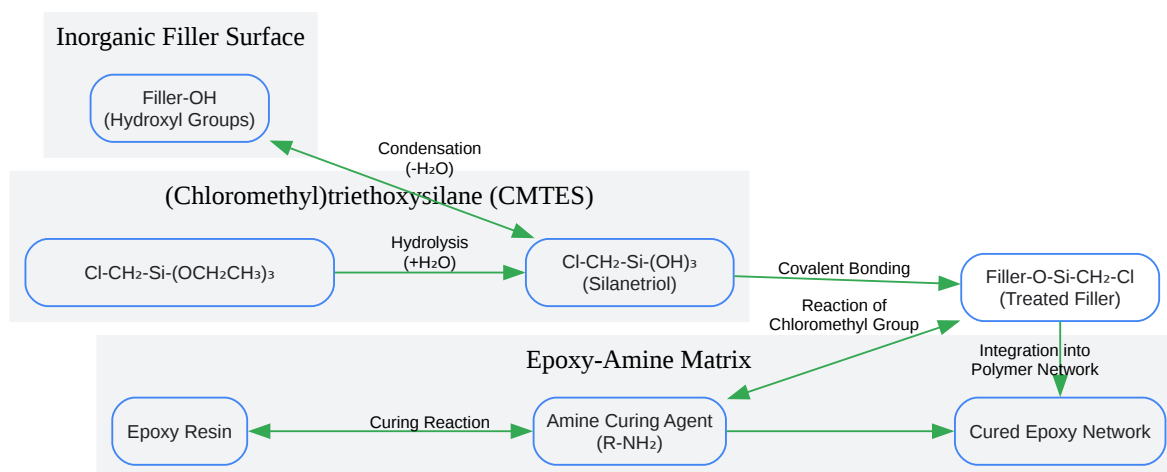 Inorganic Filler Surface
Filler-OH
(Hydroxyl Groups)
Condensation
(-H₂O)
(Chloromethyl)triethoxysilane (CMTES)
Cl-CH₂-Si-(OCH₂CH₃)₃
Hydrolysis
(+H₂O)
Cl-CH₂-Si-(OH)₃
(Silanetriol)
Covalent Bonding
Filler-O-Si-CH₂-Cl
(Treated Filler)
Reaction of
Chloromethyl Group
Epoxy-Amine Matrix
Integration into
Polymer Network
Epoxy Resin
Curing Reaction
Amine Curing Agent
(R-NH₂)
Cured Epoxy Network